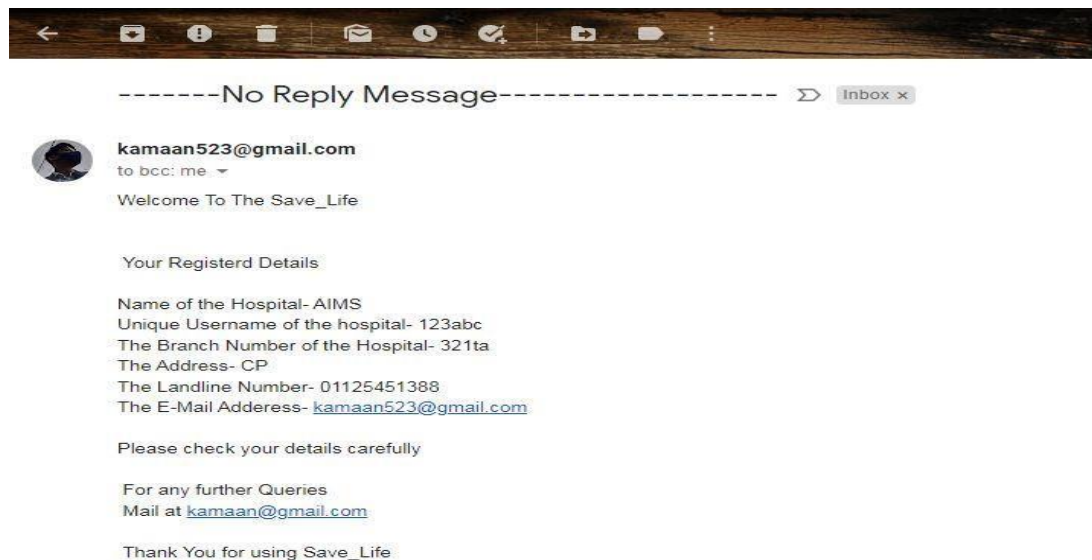 -------No Reply Message------------------- Inbox x
kamaan523@gmail.com
to bcc: me
Welcome To The Save_Life
Your Registerd Details
Name of the Hospital- AIMS
Unique Username of the hospital- 123abc
The Branch Number of the Hospital- 321ta
The Address- CP
The Landline Number- 01125451388
The E-Mail Adderess- kamaan523@gmail.com
Please check your details carefully
For any further Queries
Mail at kamaan@gmail.com
Thank You for using Save_Life